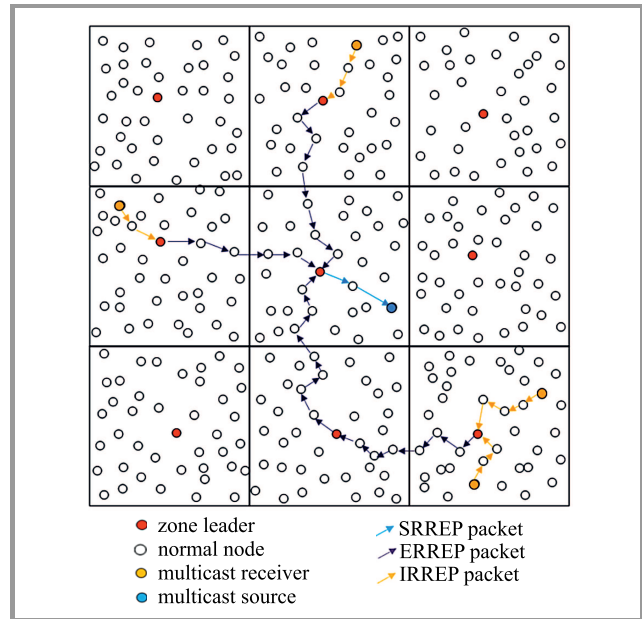 zone leader
normal node
multicast receiver
multicast source
SRREP packet
ERREP packet
IRREP packet